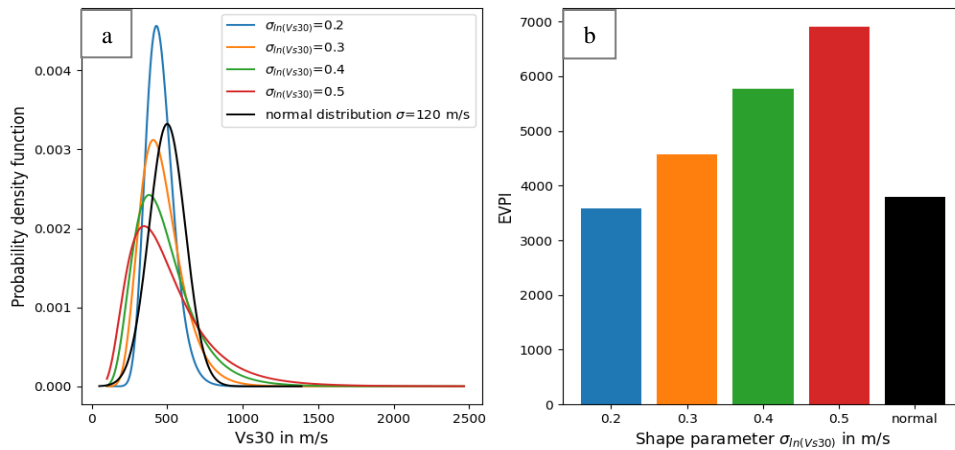 a
σln(Vs30)=0.2
σln(Vs30)=0.3
σln(Vs30)=0.4
σln(Vs30)=0.5
normal distribution σ=120 m/s
Probability density function
0.004
0.003
0.002
0.001
0.000
0
500
1000
1500
2000
2500
Vs30 in m/s
b
EVPI
7000
6000
5000
4000
3000
2000
1000
0
0.2
0.3
0.4
0.5
normal
Shape parameter σln(Vs30) in m/s